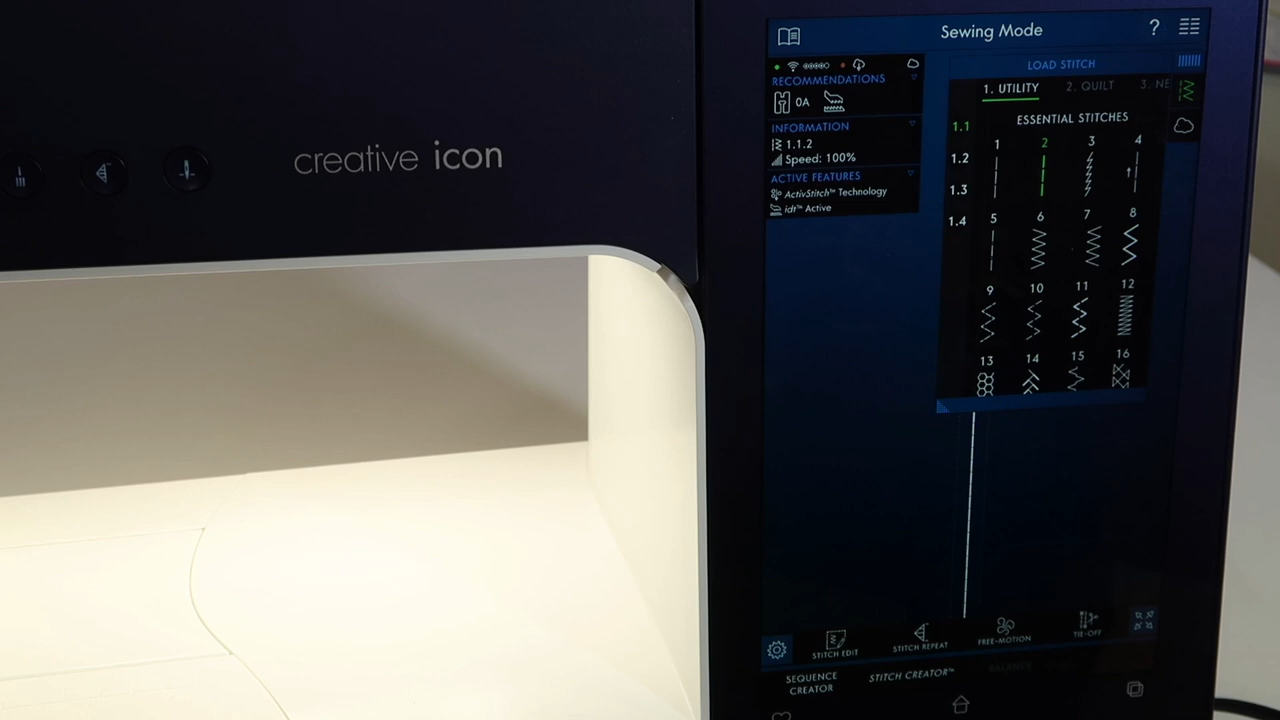 creative icon
Sewing Mode ?
RECOMMENDATIONS
0A
INFORMATION
1.1.2
Speed: 100%
ACTIVE FEATURES
ActivStitch™ Technology
idt™ Active
LOAD STITCH
1. UTILITY 2. QUILT 3. NE
ESSENTIAL STITCHES
1.1
1.2
1.3
1.4
1 2 3 4
5 6 7 8
9 10 11 12
13 14 15 16
STITCH EDIT STITCH REPEAT FREE-MOTION TIE-OFF
SEQUENCE CREATOR STITCH CREATOR™ BALANCE